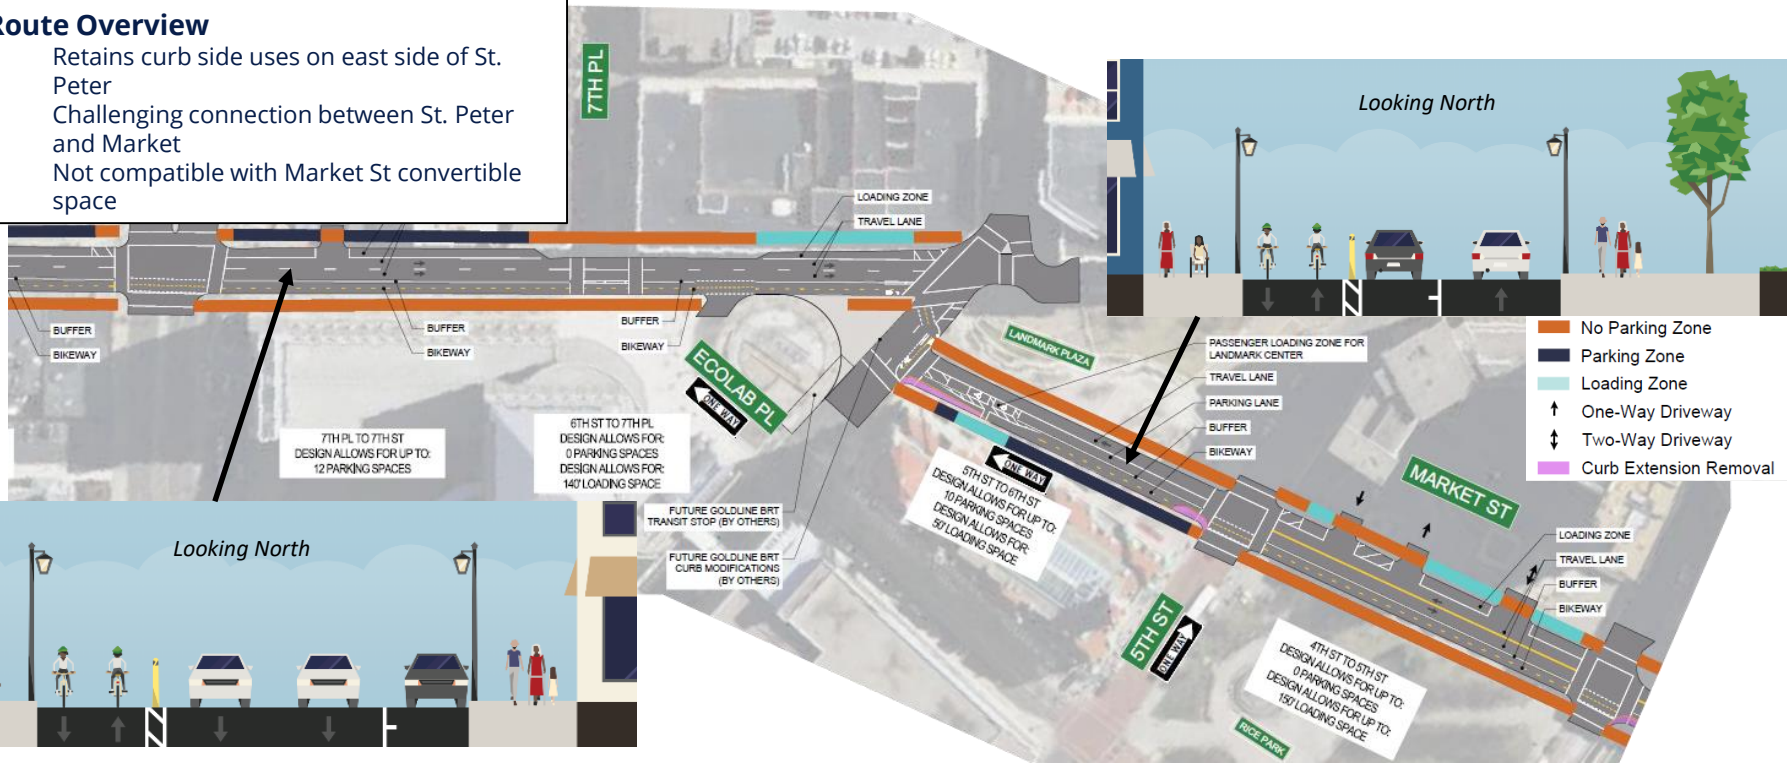 Route Overview
Retains curb side uses on east side of St.
Peter
Challenging connection between St. Peter
and Market
Not compatible with Market St convertible
space
7TH PL
LOADING ZONE
TRAVEL LANE
BUFFER
BIKEWAY
BUFFER
BIKEWAY
BUFFER
BIKEWAY
ECOLAB PL
ONE WAY
7TH PL TO 7TH ST
DESIGN ALLOWS FOR UP TO:
12 PARKING SPACES
6TH ST TO 7TH PL
DESIGN ALLOWS FOR:
0 PARKING SPACES
DESIGN ALLOWS FOR:
140' LOADING SPACE
FUTURE GOLDLINE BRT
TRANSIT STOP (BY OTHERS)
FUTURE GOLDLINE BRT
CURB MODIFICATIONS
(BY OTHERS)
Looking North
Looking North
LANDMARK PLAZA
PASSENGER LOADING ZONE FOR
LANDMARK CENTER
TRAVEL LANE
PARKING LANE
BUFFER
BIKEWAY
ONE WAY
5TH ST TO 6TH ST
DESIGN ALLOWS FOR UP TO:
10 PARKING SPACES
DESIGN ALLOWS FOR:
50' LOADING SPACE
MARKET ST
LOADING ZONE
TRAVEL LANE
BUFFER
BIKEWAY
5TH ST
ONE WAY
4TH ST TO 5TH ST
DESIGN ALLOWS FOR UP TO:
0 PARKING SPACES
DESIGN ALLOWS FOR UP TO:
150' LOADING SPACE
RICE PARK
No Parking Zone
Parking Zone
Loading Zone
One-Way Driveway
Two-Way Driveway
Curb Extension Removal